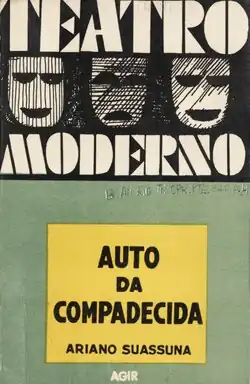 TEATRO
MODERNO
AUTO
DA
COMPADECIDA
ARIANO SUASSUNA
AGIR